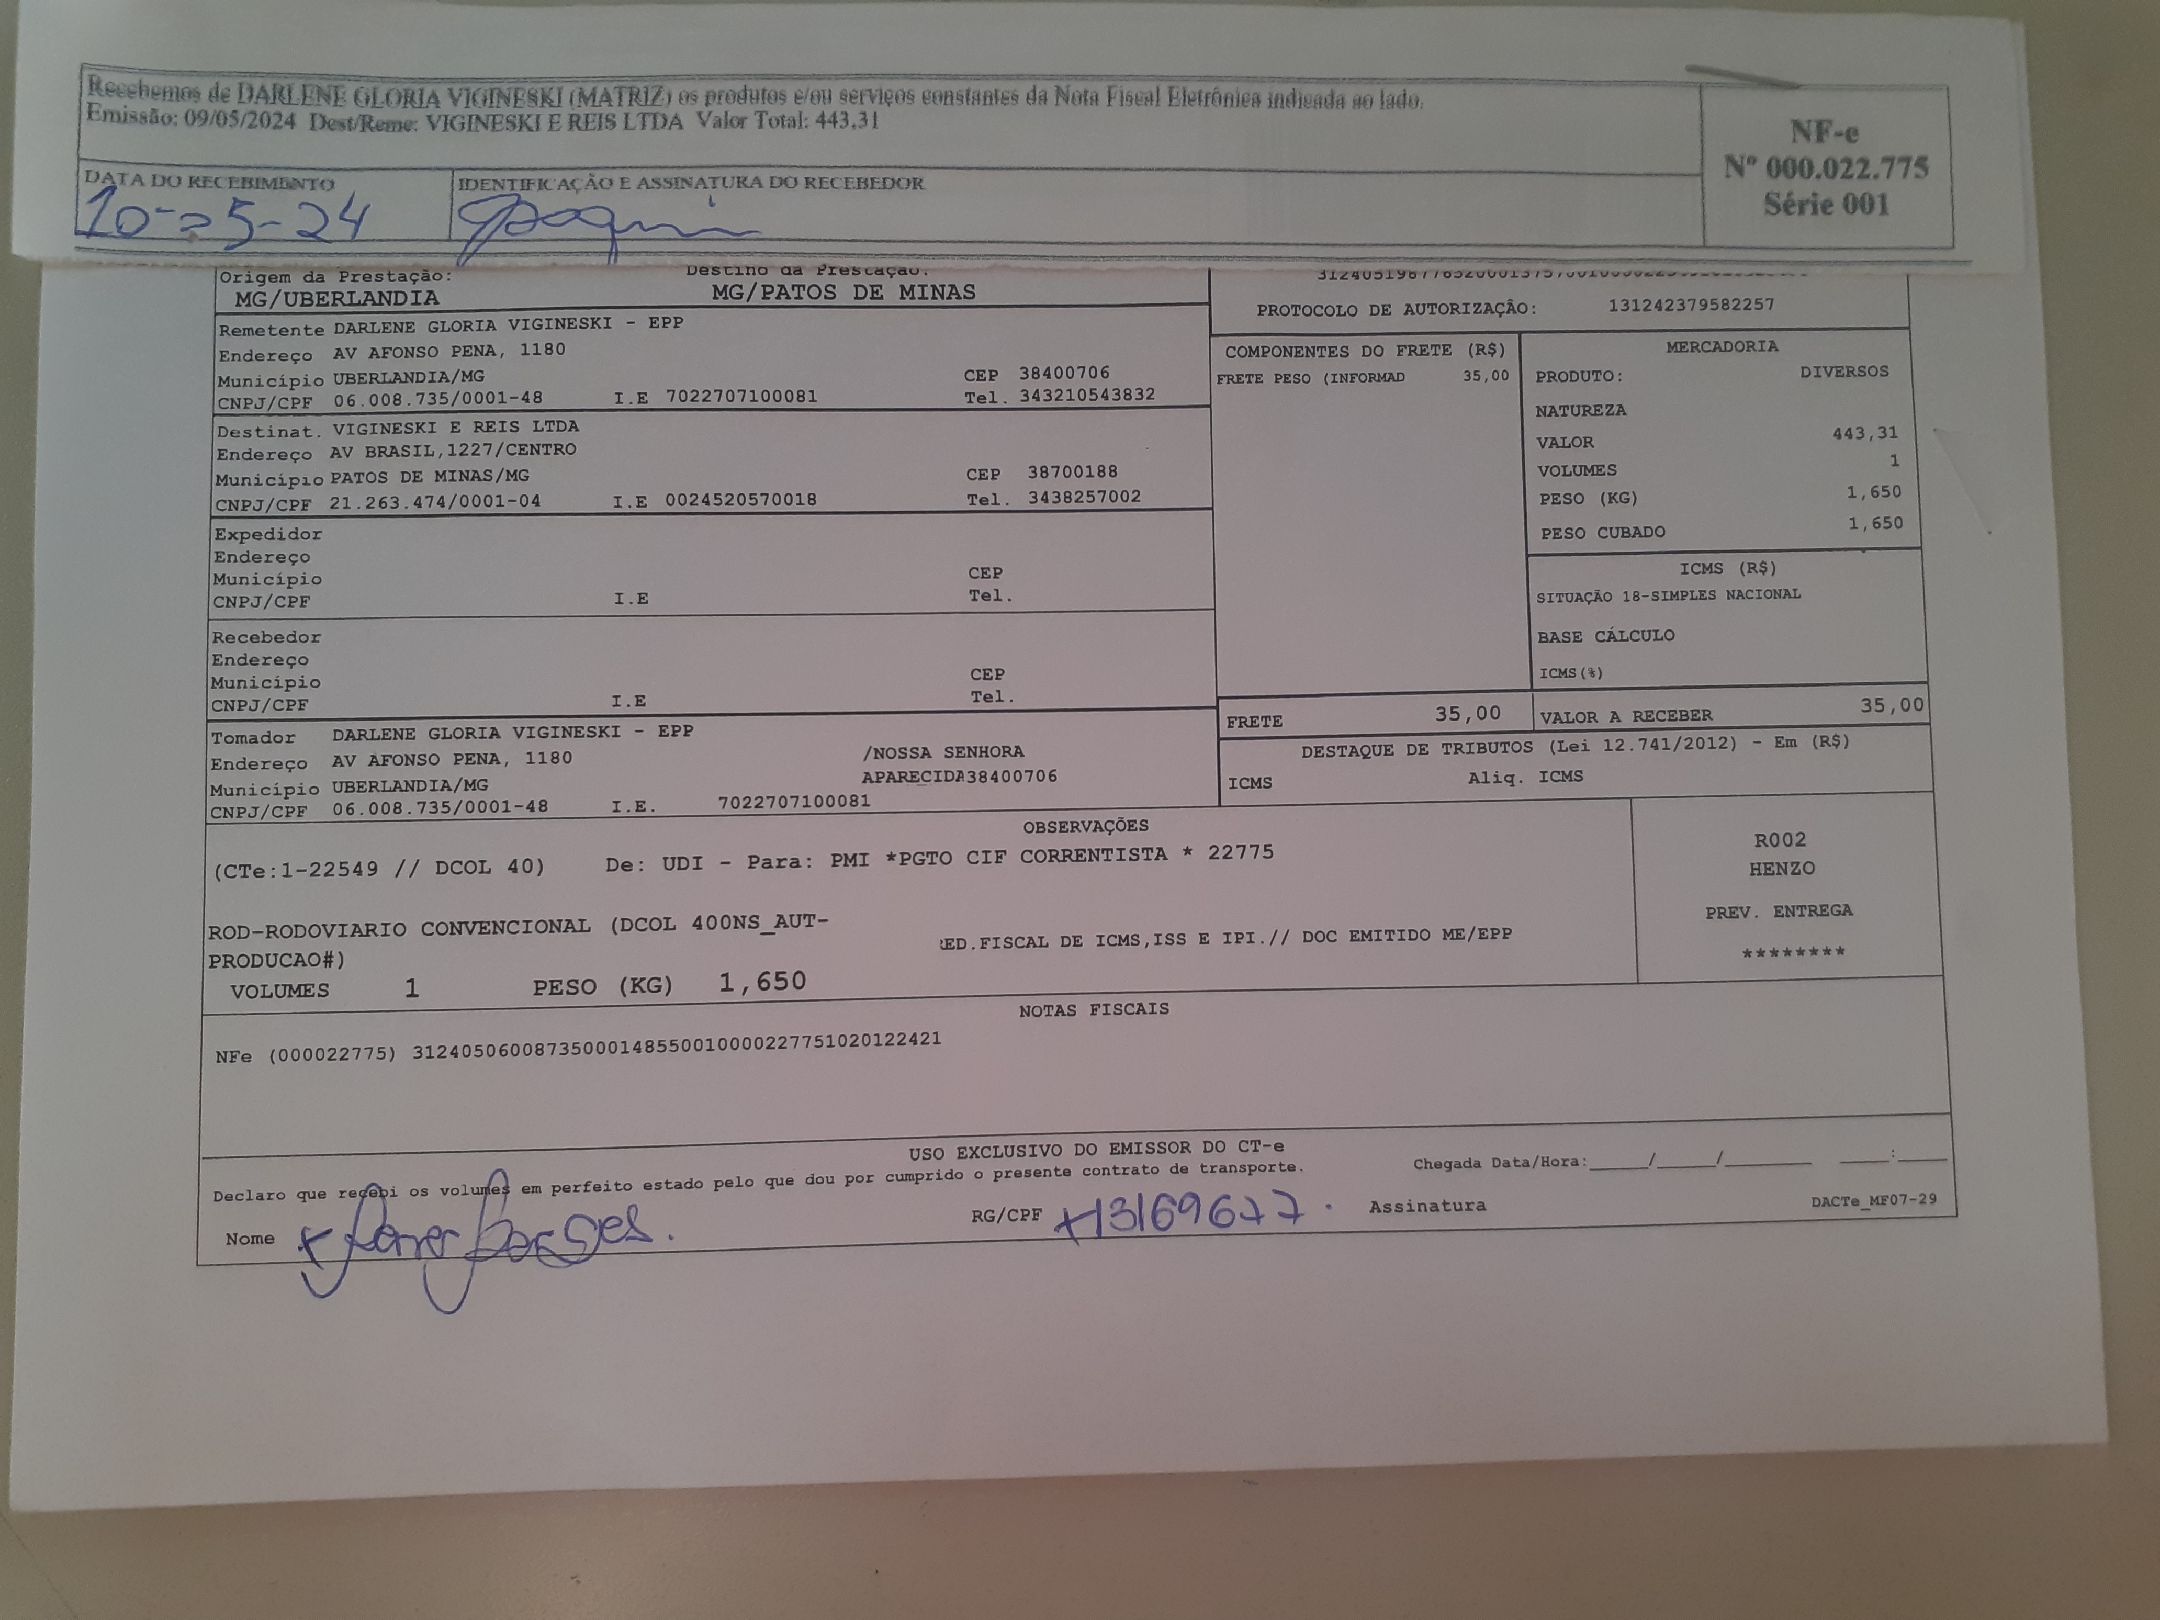 Recebemos de DARLENE GLORIA VIGINESKI (MATRIZ) os produtos e/ou serviços constantes da Nota Fiscal Eletrônica indicada ao lado.
Emissão: 09/05/2024 Dest/Reme: VIGINESKI E REIS LTDA Valor Total: 443,31
NF-e
Nº 000.022.775
Série 001
DATA DO RECEBIMENTO
10-05-24
IDENTIFICAÇÃO E ASSINATURA DO RECEBEDOR
Origem da Prestação:
MG/UBERLANDIA
Destino da Prestação:
MG/PATOS DE MINAS
PROTOCOLO DE AUTORIZAÇÃO: 131242379582257
Remetente DARLENE GLORIA VIGINESKI - EPP
Endereço AV AFONSO PENA, 1180
Município UBERLANDIA/MG CEP 38400706
CNPJ/CPF 06.008.735/0001-48 I.E 7022707100081 Tel. 343210543832
Destinat. VIGINESKI E REIS LTDA
Endereço AV BRASIL,1227/CENTRO
Município PATOS DE MINAS/MG CEP 38700188
CNPJ/CPF 21.263.474/0001-04 I.E 0024520570018 Tel. 3438257002
Expedidor
Endereço
Município CEP
CNPJ/CPF I.E Tel.
Recebedor
Endereço
Município CEP
CNPJ/CPF I.E Tel.
Tomador DARLENE GLORIA VIGINESKI - EPP
Endereço AV AFONSO PENA, 1180 /NOSSA SENHORA
Município UBERLANDIA/MG APARECIDA38400706
CNPJ/CPF 06.008.735/0001-48 I.E. 7022707100081
COMPONENTES DO FRETE (R$)
FRETE PESO (INFORMAD 35,00
MERCADORIA
PRODUTO: DIVERSOS
NATUREZA
VALOR 443,31
VOLUMES 1
PESO (KG) 1,650
PESO CUBADO 1,650
ICMS (R$)
SITUAÇÃO 18-SIMPLES NACIONAL
BASE CÁLCULO
ICMS(%)
FRETE 35,00 VALOR A RECEBER 35,00
DESTAQUE DE TRIBUTOS (Lei 12.741/2012) - Em (R$)
ICMS Aliq. ICMS
OBSERVAÇÕES
(CTe:1-22549 // DCOL 40) De: UDI - Para: PMI *PGTO CIF CORRENTISTA * 22775
ROD-RODOVIARIO CONVENCIONAL (DCOL 400NS_AUT-
PRODUCAO#)
RED.FISCAL DE ICMS,ISS E IPI.// DOC EMITIDO ME/EPP
VOLUMES 1 PESO (KG) 1,650
R002
HENZO
PREV. ENTREGA
********
NOTAS FISCAIS
NFe (000022775) 31240506008735000148550010000227751020122421
USO EXCLUSIVO DO EMISSOR DO CT-e
Declaro que recebi os volumes em perfeito estado pelo que dou por cumprido o presente contrato de transporte.
Chegada Data/Hora:_____/_____/_______ ____:____
Nome
RG/CPF x13169677.
Assinatura
DACTe_MF07-29